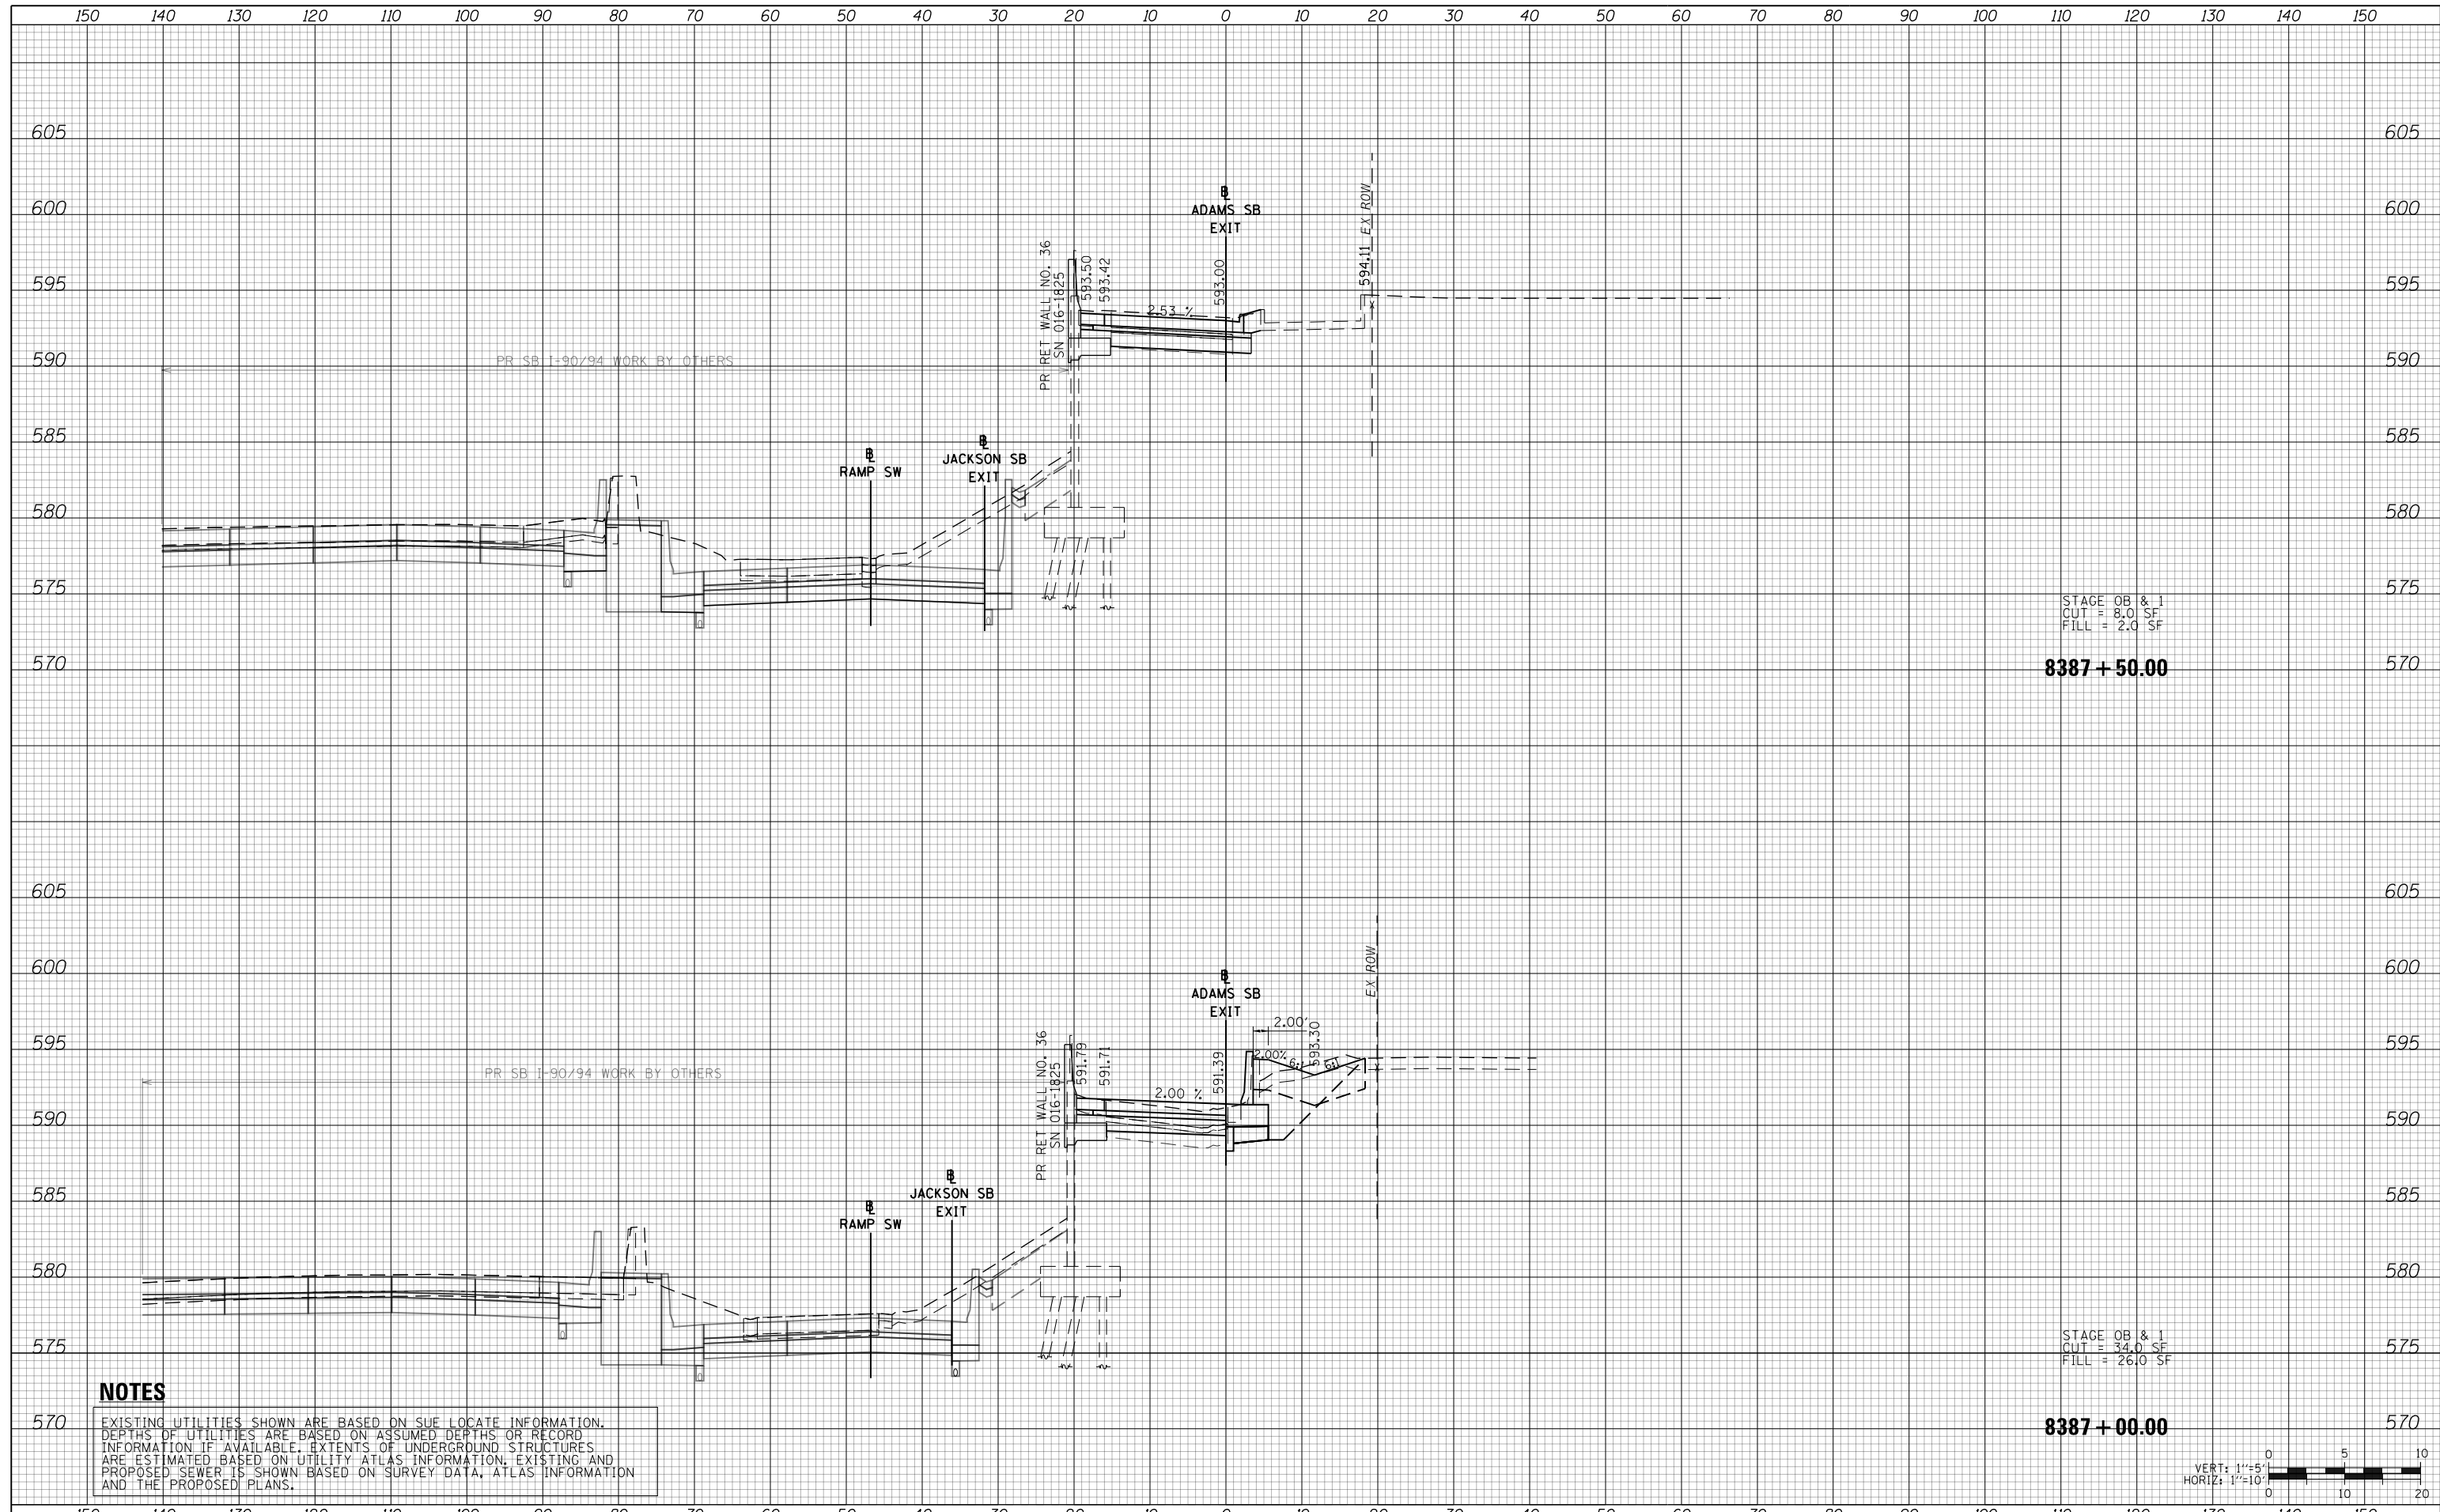 150 140 130 120 110 100 90 80 70 60 50 40 30 20 10 0 10 20 30 40 50 60 70 80 90 100 110 120 130 140 150
605 605
600 600
595 595
590 590
585 585
580 580
575 575
570 570
ADAMS SB
EXIT
594.11 EX ROW
PR RET WALL NO. 36
SN 016-1825
593.50
593.42
593.00
2.53 %
PR SB I-90/94 WORK BY OTHERS
RAMP SW
JACKSON SB
EXIT
STAGE 0B & 1
CUT = 8.0 SF
FILL = 2.0 SF
8387+50.00
605 605
600 600
595 595
590 590
585 585
580 580
575 575
570 570
ADAMS SB
EXIT
EX ROW
2.00'
593.30
2.00%
PR RET WALL NO. 36
SN 016-1825
591.79
591.71
591.39
2.00 %
PR SB I-90/94 WORK BY OTHERS
RAMP SW
JACKSON SB
EXIT
STAGE 0B & 1
CUT = 34.0 SF
FILL = 26.0 SF
8387+00.00
NOTES
EXISTING UTILITIES SHOWN ARE BASED ON SUE LOCATE INFORMATION.
DEPTHS OF UTILITIES ARE BASED ON ASSUMED DEPTHS OR RECORD
INFORMATION IF AVAILABLE. EXTENTS OF UNDERGROUND STRUCTURES
ARE ESTIMATED BASED ON UTILITY ATLAS INFORMATION. EXISTING AND
PROPOSED SEWER IS SHOWN BASED ON SURVEY DATA, ATLAS INFORMATION
AND THE PROPOSED PLANS.
0 5 10
VERT: 1"=5'
HORIZ: 1"=10'
0 10 20